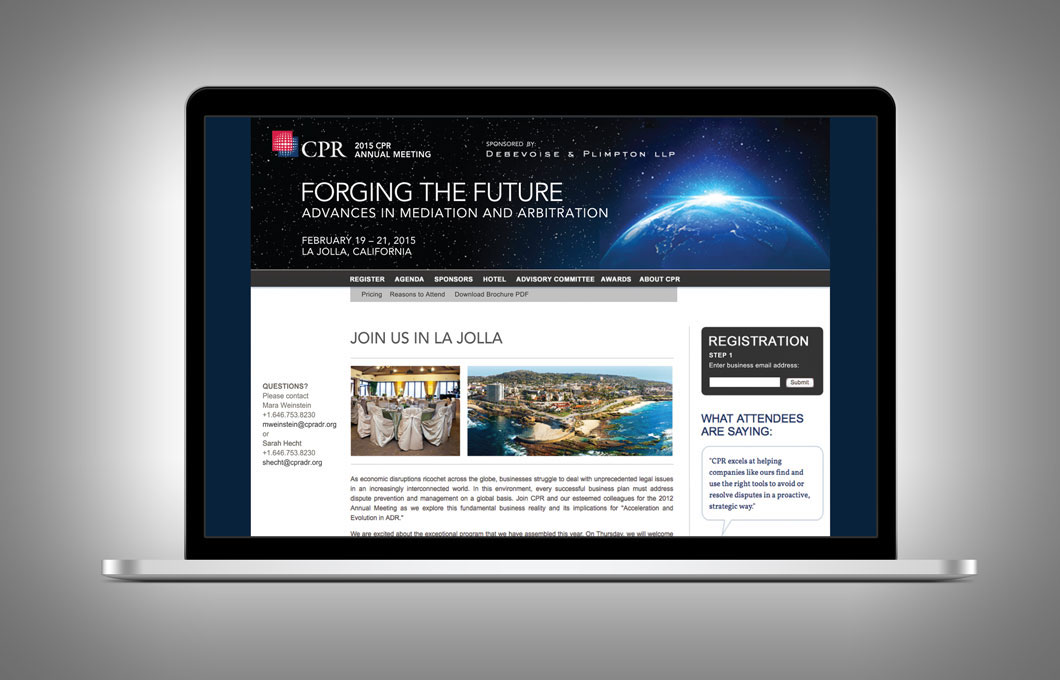 CPR
2015 CPR
ANNUAL MEETING
SPONSORED BY:
DEBEVOISE & PLIMPTON LLP
FORGING THE FUTURE
ADVANCES IN MEDIATION AND ARBITRATION
FEBRUARY 19 – 21, 2015
LA JOLLA, CALIFORNIA
REGISTER AGENDA SPONSORS HOTEL ADVISORY COMMITTEE AWARDS ABOUT CPR
Pricing Reasons to Attend Download Brochure PDF
QUESTIONS?
Please contact
Mara Weinstein
+1.646.753.8230
mweinstein@cpradr.org
or
Sarah Hecht
+1.646.753.8230
shecht@cpradr.org
JOIN US IN LA JOLLA
As economic disruptions ricochet across the globe, businesses struggle to deal with unprecedented legal issues
in an increasingly interconnected world. In this environment, every successful business plan must address
dispute prevention and management on a global basis. Join CPR and our esteemed colleagues for the 2012
Annual Meeting as we explore this fundamental business reality and its implications for "Acceleration and
Evolution in ADR."
We are excited about the exceptional program that we have assembled this year. On Thursday, we will welcome
REGISTRATION
STEP 1
Enter business email address:
Submit
WHAT ATTENDEES
ARE SAYING:
"CPR excels at helping
companies like ours find and
use the right tools to avoid or
resolve disputes in a proactive,
strategic way."